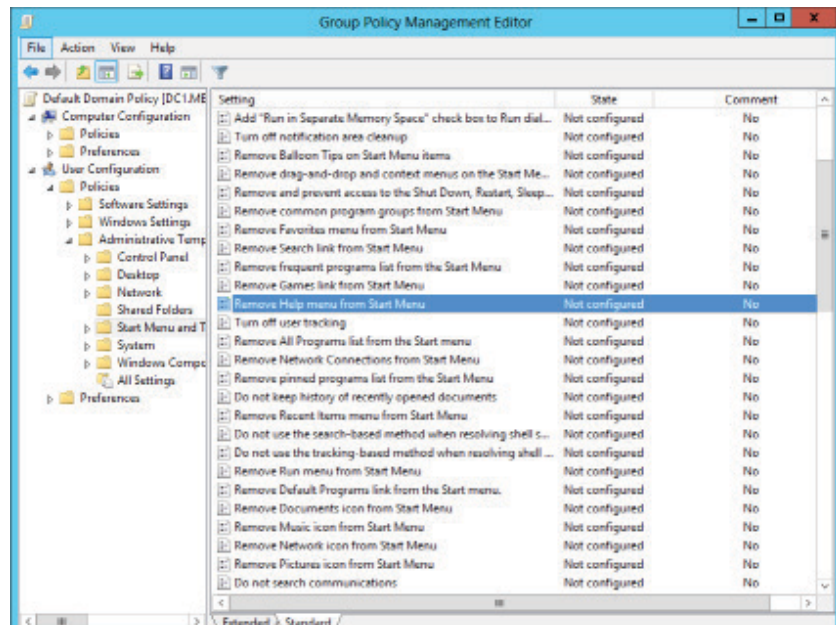 Group Policy Management Editor
File Action View Help
Default Domain Policy [DC1.ME
Computer Configuration
Policies
Preferences
User Configuration
Policies
Software Settings
Windows Settings
Administrative Temp
Control Panel
Desktop
Network
Shared Folders
Start Menu and T
System
Windows Compo
All Settings
Preferences
Setting State Comment
Add "Run in Separate Memory Space" check box to Run dial... Not configured No
Turn off notification area cleanup Not configured No
Remove Balloon Tips on Start Menu items Not configured No
Remove drag-and-drop and context menus on the Start Me... Not configured No
Remove and prevent access to the Shut Down, Restart, Sleep... Not configured No
Remove common program groups from Start Menu Not configured No
Remove Favorites menu from Start Menu Not configured No
Remove Search link from Start Menu Not configured No
Remove frequent programs list from the Start Menu Not configured No
Remove Games link from Start Menu Not configured No
Remove Help menu from Start Menu Not configured No
Turn off user tracking Not configured No
Remove All Programs list from the Start menu Not configured No
Remove Network Connections from Start Menu Not configured No
Remove pinned programs list from the Start Menu Not configured No
Do not keep history of recently opened documents Not configured No
Remove Recent Items menu from Start Menu Not configured No
Do not use the search-based method when resolving shell s... Not configured No
Do not use the tracking-based method when resolving shell ... Not configured No
Remove Run menu from Start Menu Not configured No
Remove Default Programs link from the Start menu. Not configured No
Remove Documents icon from Start Menu Not configured No
Remove Music icon from Start Menu Not configured No
Remove Network icon from Start Menu Not configured No
Remove Pictures icon from Start Menu Not configured No
Do not search communications Not configured No
Extended Standard